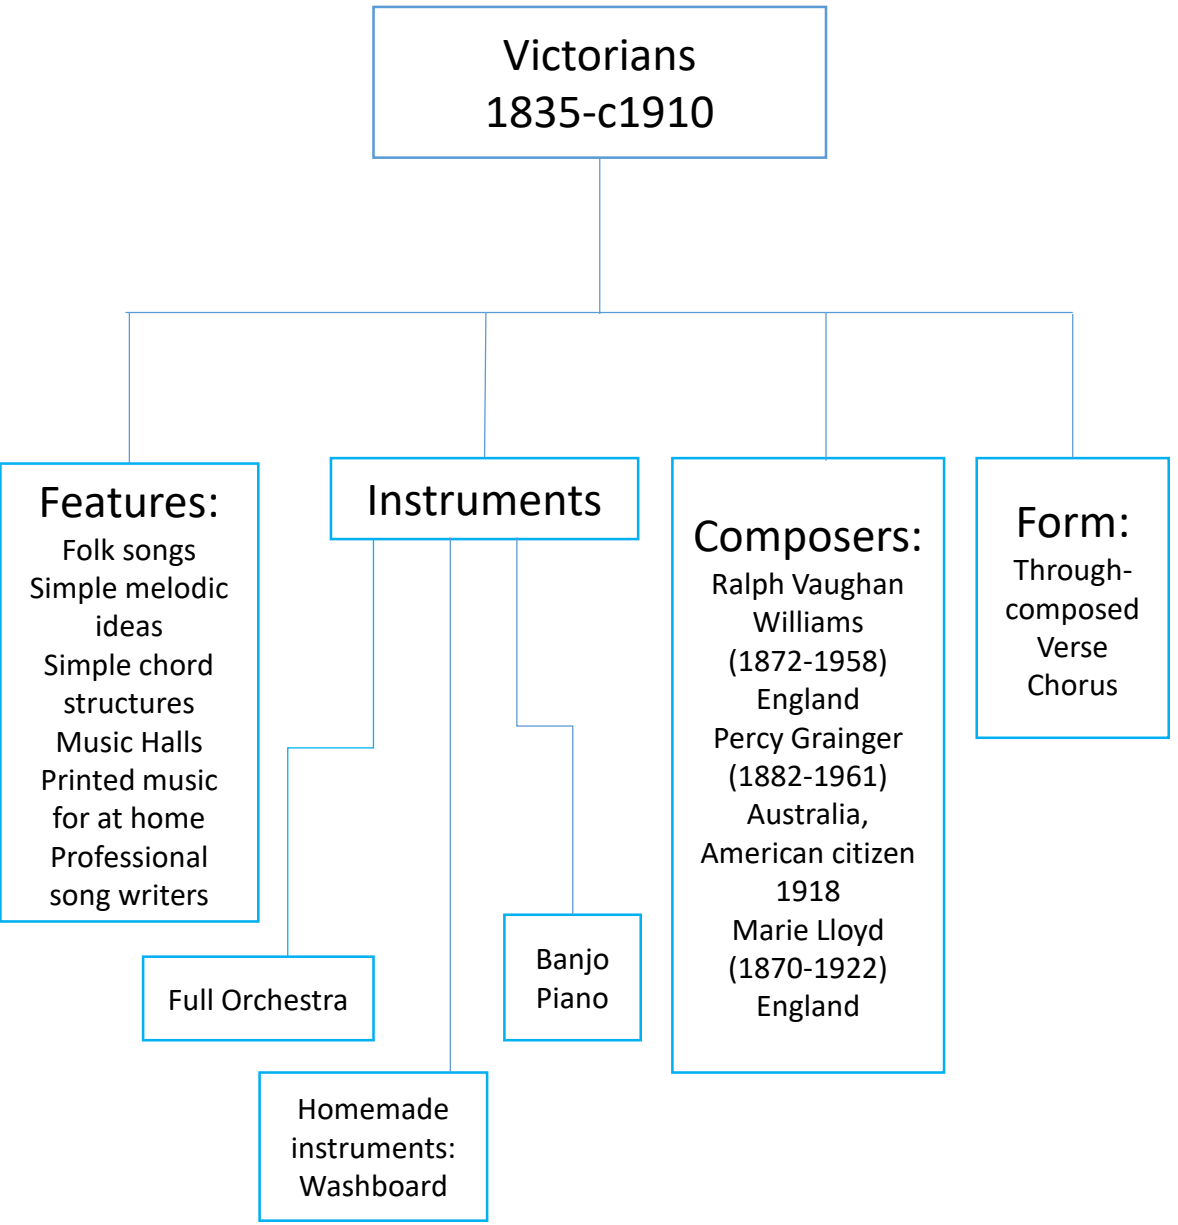 Victorians
1835-c1910
Features:
Folk songs
Simple melodic
ideas
Simple chord
structures
Music Halls
Printed music
for at home
Professional
song writers
Instruments
Full Orchestra
Homemade
instruments:
Washboard
Banjo
Piano
Composers:
Ralph Vaughan
Williams
(1872-1958)
England
Percy Grainger
(1882-1961)
Australia,
American citizen
1918
Marie Lloyd
(1870-1922)
England
Form:
Through-
composed
Verse
Chorus